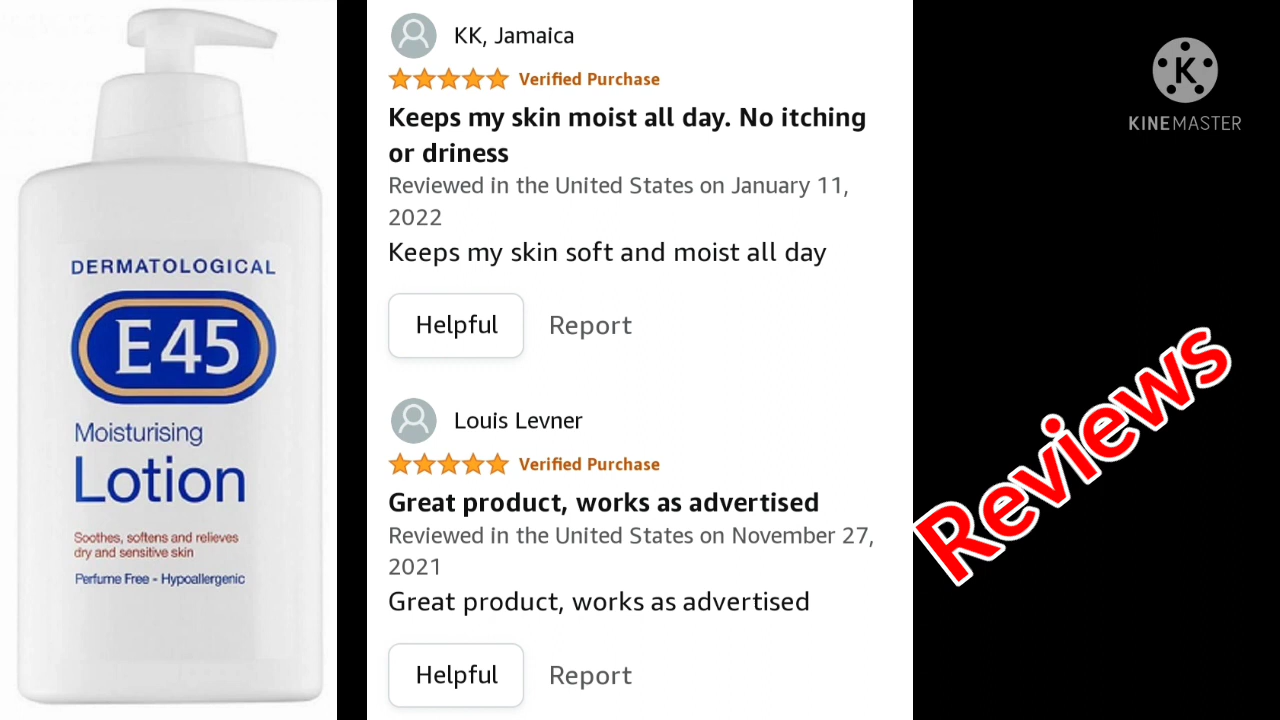 DERMATOLOGICAL
E45
Moisturising
Lotion
Soothes, softens and relieves
dry and sensitive skin
Perfume Free - Hypoallergenic
KK, Jamaica
Verified Purchase
Keeps my skin moist all day. No itching
or driness
Reviewed in the United States on January 11,
2022
Keeps my skin soft and moist all day
Helpful Report
Louis Levner
Verified Purchase
Great product, works as advertised
Reviewed in the United States on November 27,
2021
Great product, works as advertised
Helpful Report
K
KINEMASTER
Reviews